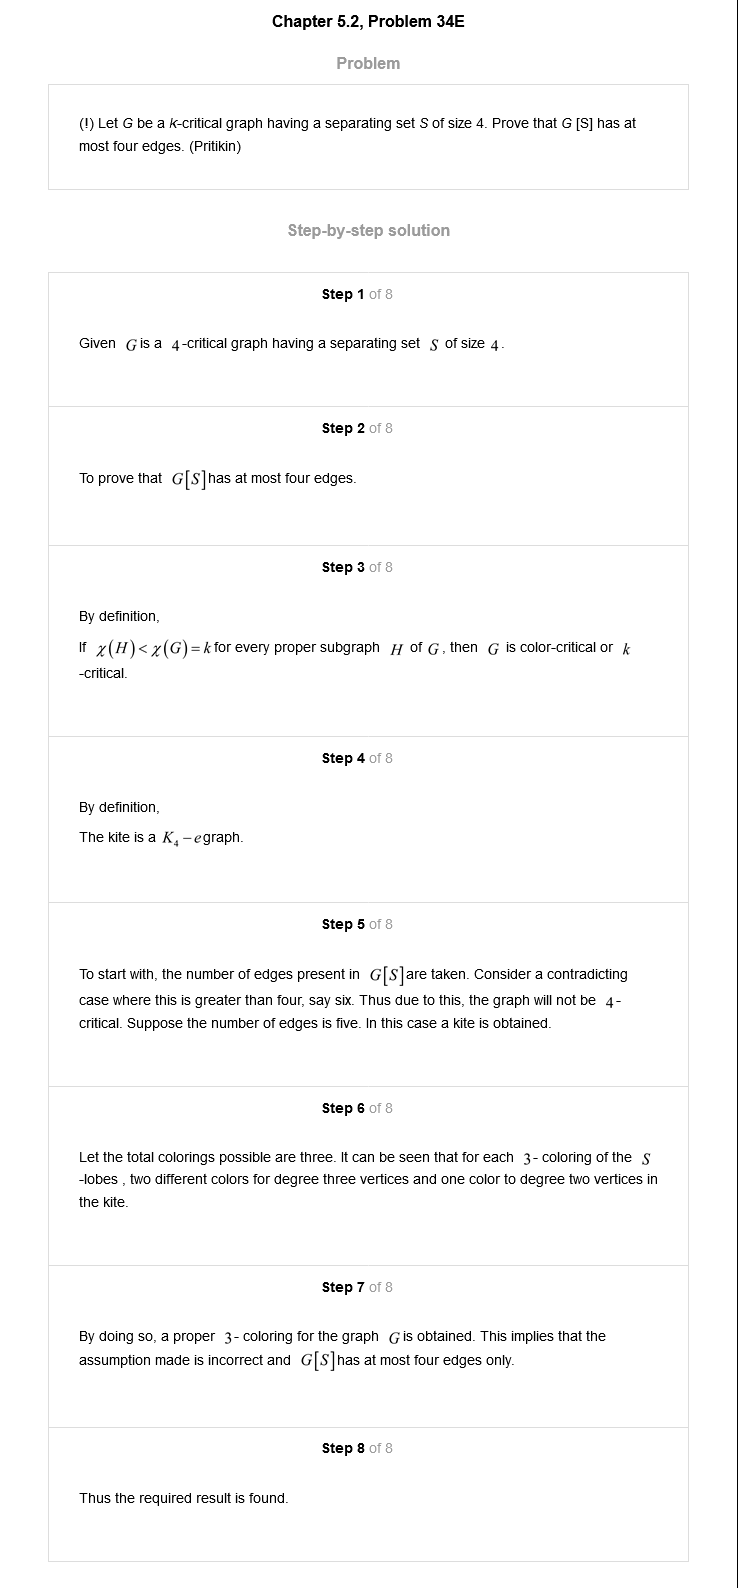 Chapter 5.2, Problem 34E
Problem
(!) Let G be a k-critical graph having a separating set S of size 4. Prove that G [S] has at
most four edges. (Pritikin)
Step-by-step solution
Step 1 of 8
Given G is a 4-critical graph having a separating set S of size 4.
Step 2 of 8
To prove that G[S] has at most four edges.
Step 3 of 8
By definition,
If χ(H) < χ(G) = k for every proper subgraph H of G, then G is color-critical or k
-critical.
Step 4 of 8
By definition,
The kite is a K₄ − e graph.
Step 5 of 8
To start with, the number of edges present in G[S] are taken. Consider a contradicting
case where this is greater than four, say six. Thus due to this, the graph will not be 4-
critical. Suppose the number of edges is five. In this case a kite is obtained.
Step 6 of 8
Let the total colorings possible are three. It can be seen that for each 3- coloring of the S
-lobes , two different colors for degree three vertices and one color to degree two vertices in
the kite.
Step 7 of 8
By doing so, a proper 3- coloring for the graph G is obtained. This implies that the
assumption made is incorrect and G[S] has at most four edges only.
Step 8 of 8
Thus the required result is found.